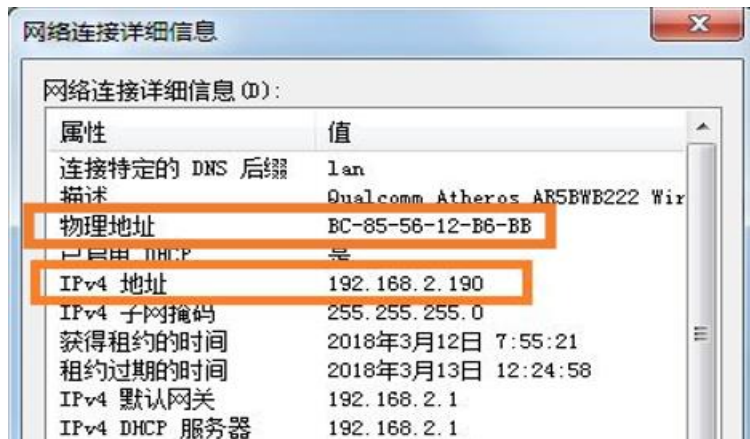 网络连接详细信息
网络连接详细信息(D):
属性 值
连接特定的 DNS 后缀 lan
描述 Qualcomm Atheros AR5BWB222 Wir
物理地址 BC-85-56-12-B6-BB
已启用 DHCP 是
IPv4 地址 192.168.2.190
IPv4 子网掩码 255.255.255.0
获得租约的时间 2018年3月12日 7:55:21
租约过期的时间 2018年3月13日 12:24:58
IPv4 默认网关 192.168.2.1
IPv4 DHCP 服务器 192.168.2.1